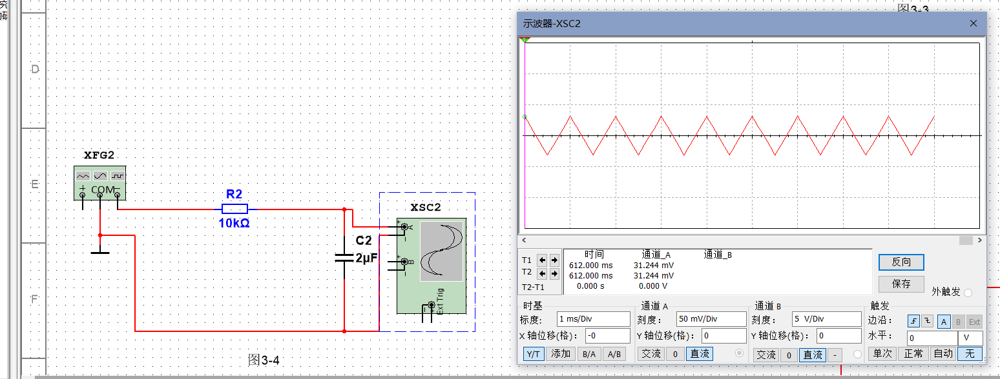 图3-3
示波器-XSC2
D
XFG2
E
+ COM −
R2
10kΩ
XSC2
C2
2μF
A
B
Ext Trig
F
图3-4
时间 通道_A 通道_B
T1 612.000 ms 31.244 mV
T2 612.000 ms 31.244 mV
T2-T1 0.000 s 0.000 V
反向
保存
外触发
时基
标度: 1 ms/Div
X 轴位移(格): -0
Y/T 添加 B/A A/B
通道 A
刻度: 50 mV/Div
Y 轴位移(格): 0
交流 0 直流
通道 B
刻度: 5 V/Div
Y 轴位移(格): 0
交流 0 直流 -
触发
边沿: A B Ext
水平: 0 V
单次 正常 自动 无